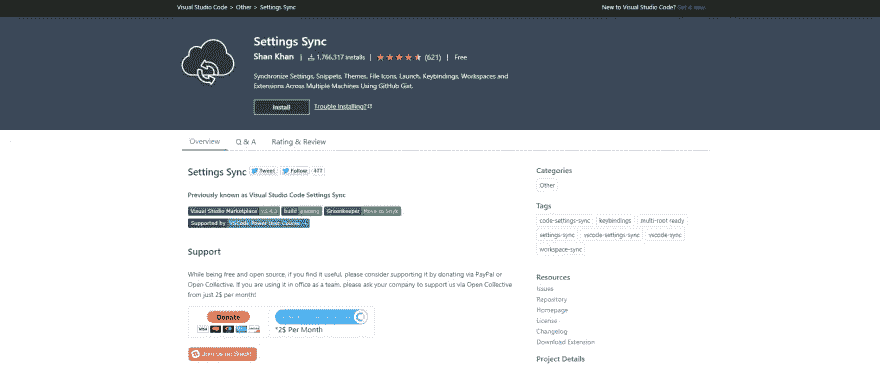 Visual Studio Code > Other > Settings Sync
New to Visual Studio Code? Get it now.
Settings Sync
Shan Khan | 1,766,317 installs | (621) | Free
Synchronize Settings, Snippets, Themes, File Icons, Launch, Keybindings, Workspaces and
Extensions Across Multiple Machines Using GitHub Gist.
Install Trouble Installing?
Overview Q & A Rating & Review
Settings Sync Tweet Follow 477
Previously known as Visual Studio Code Settings Sync
Visual Studio Marketplace v3.4.3 build passing Greenkeeper Move to Snyk
Supported by VSCode Power User Course
Support
While being free and open source, if you find it useful, please consider supporting it by donating via PayPal or
Open Collective. If you are using it in office as a team, please ask your company to support us via Open Collective
from just 2$ per month!
Donate
VISA
*2$ Per Month
Join us on Slack!
Categories
Other
Tags
code-settings-sync keybindings multi-root ready
settings-sync vscode-settings-sync vscode-sync
workspace-sync
Resources
Issues
Repository
Homepage
License
Changelog
Download Extension
Project Details